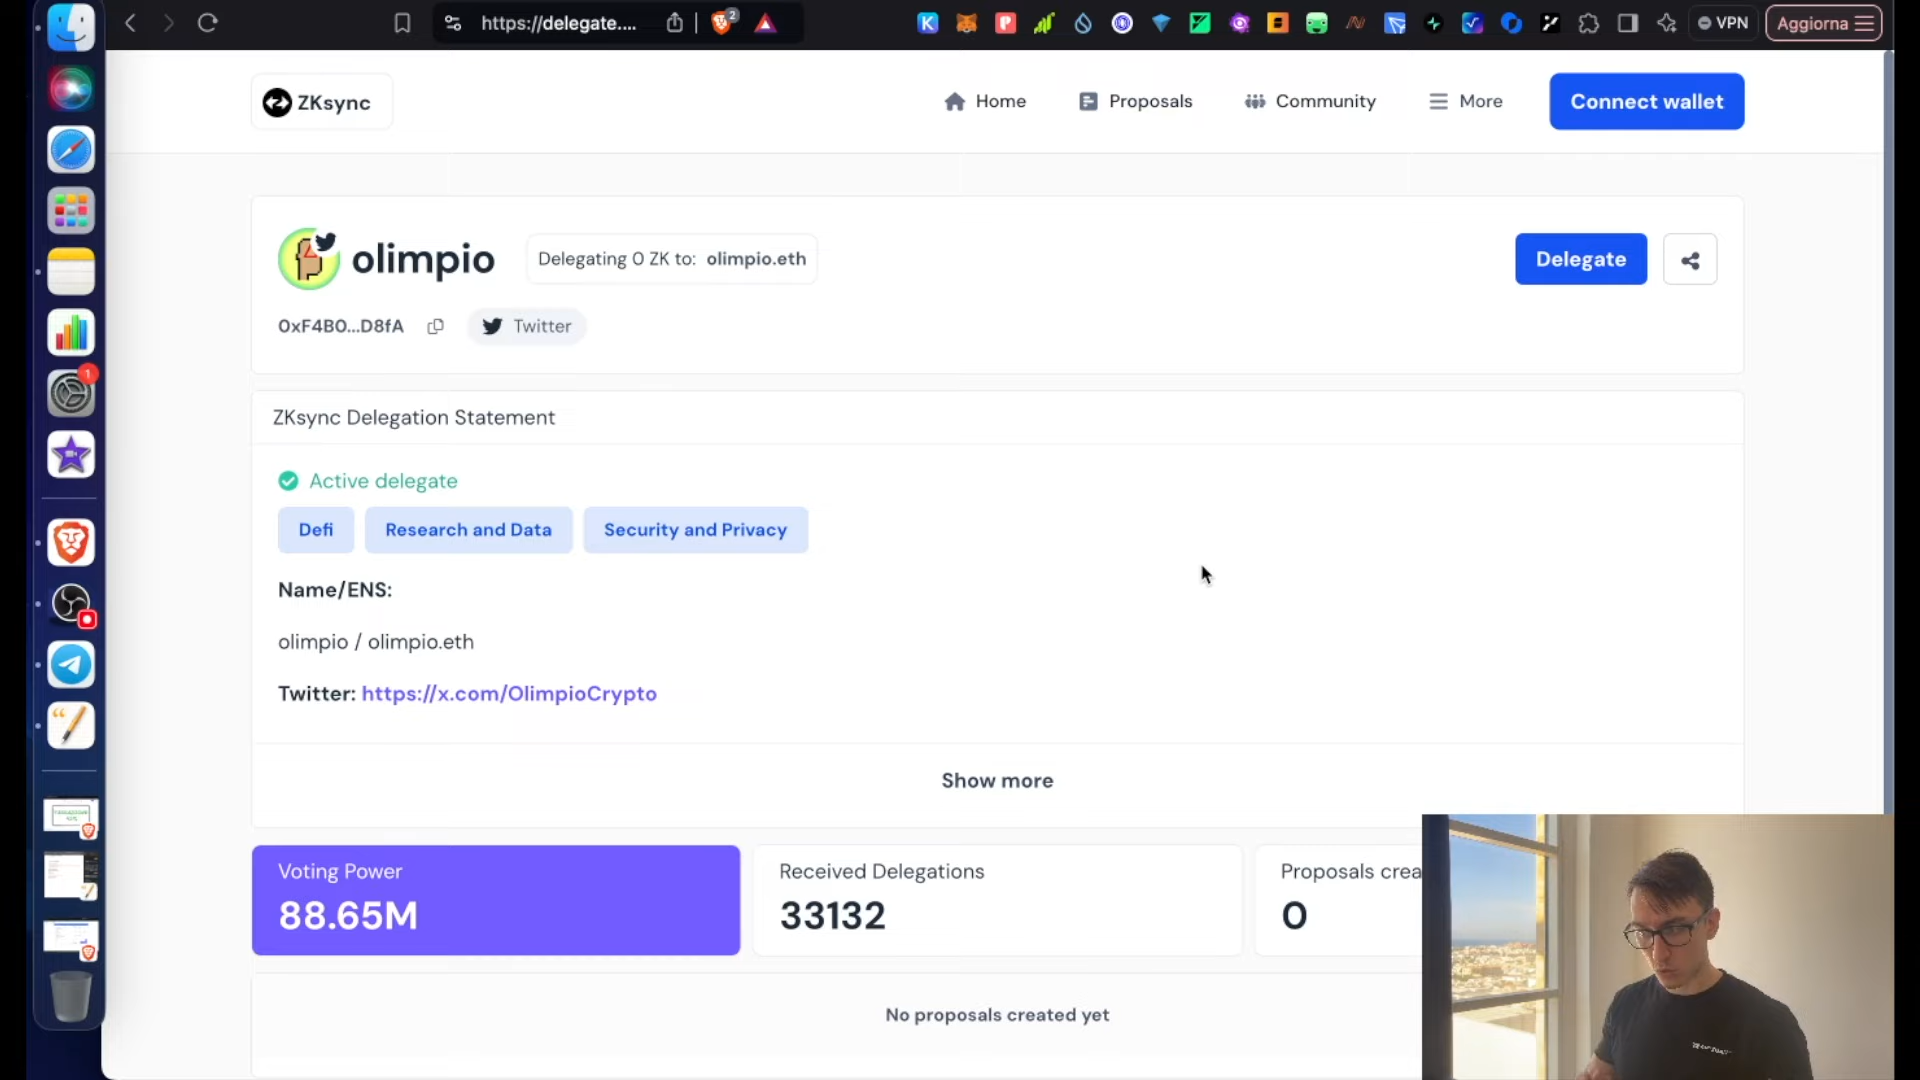 https://delegate....
2
VPN
Aggiorna
ZKsync
Home
Proposals
Community
More
Connect wallet
olimpio
Delegating 0 ZK to: olimpio.eth
Delegate
0xF4B0...D8fA
Twitter
1
ZKsync Delegation Statement
Active delegate
Defi
Research and Data
Security and Privacy
Name/ENS:
olimpio / olimpio.eth
Twitter: https://x.com/OlimpioCrypto
Show more
Voting Power
88.65M
Received Delegations
33132
Proposals crea
0
No proposals created yet